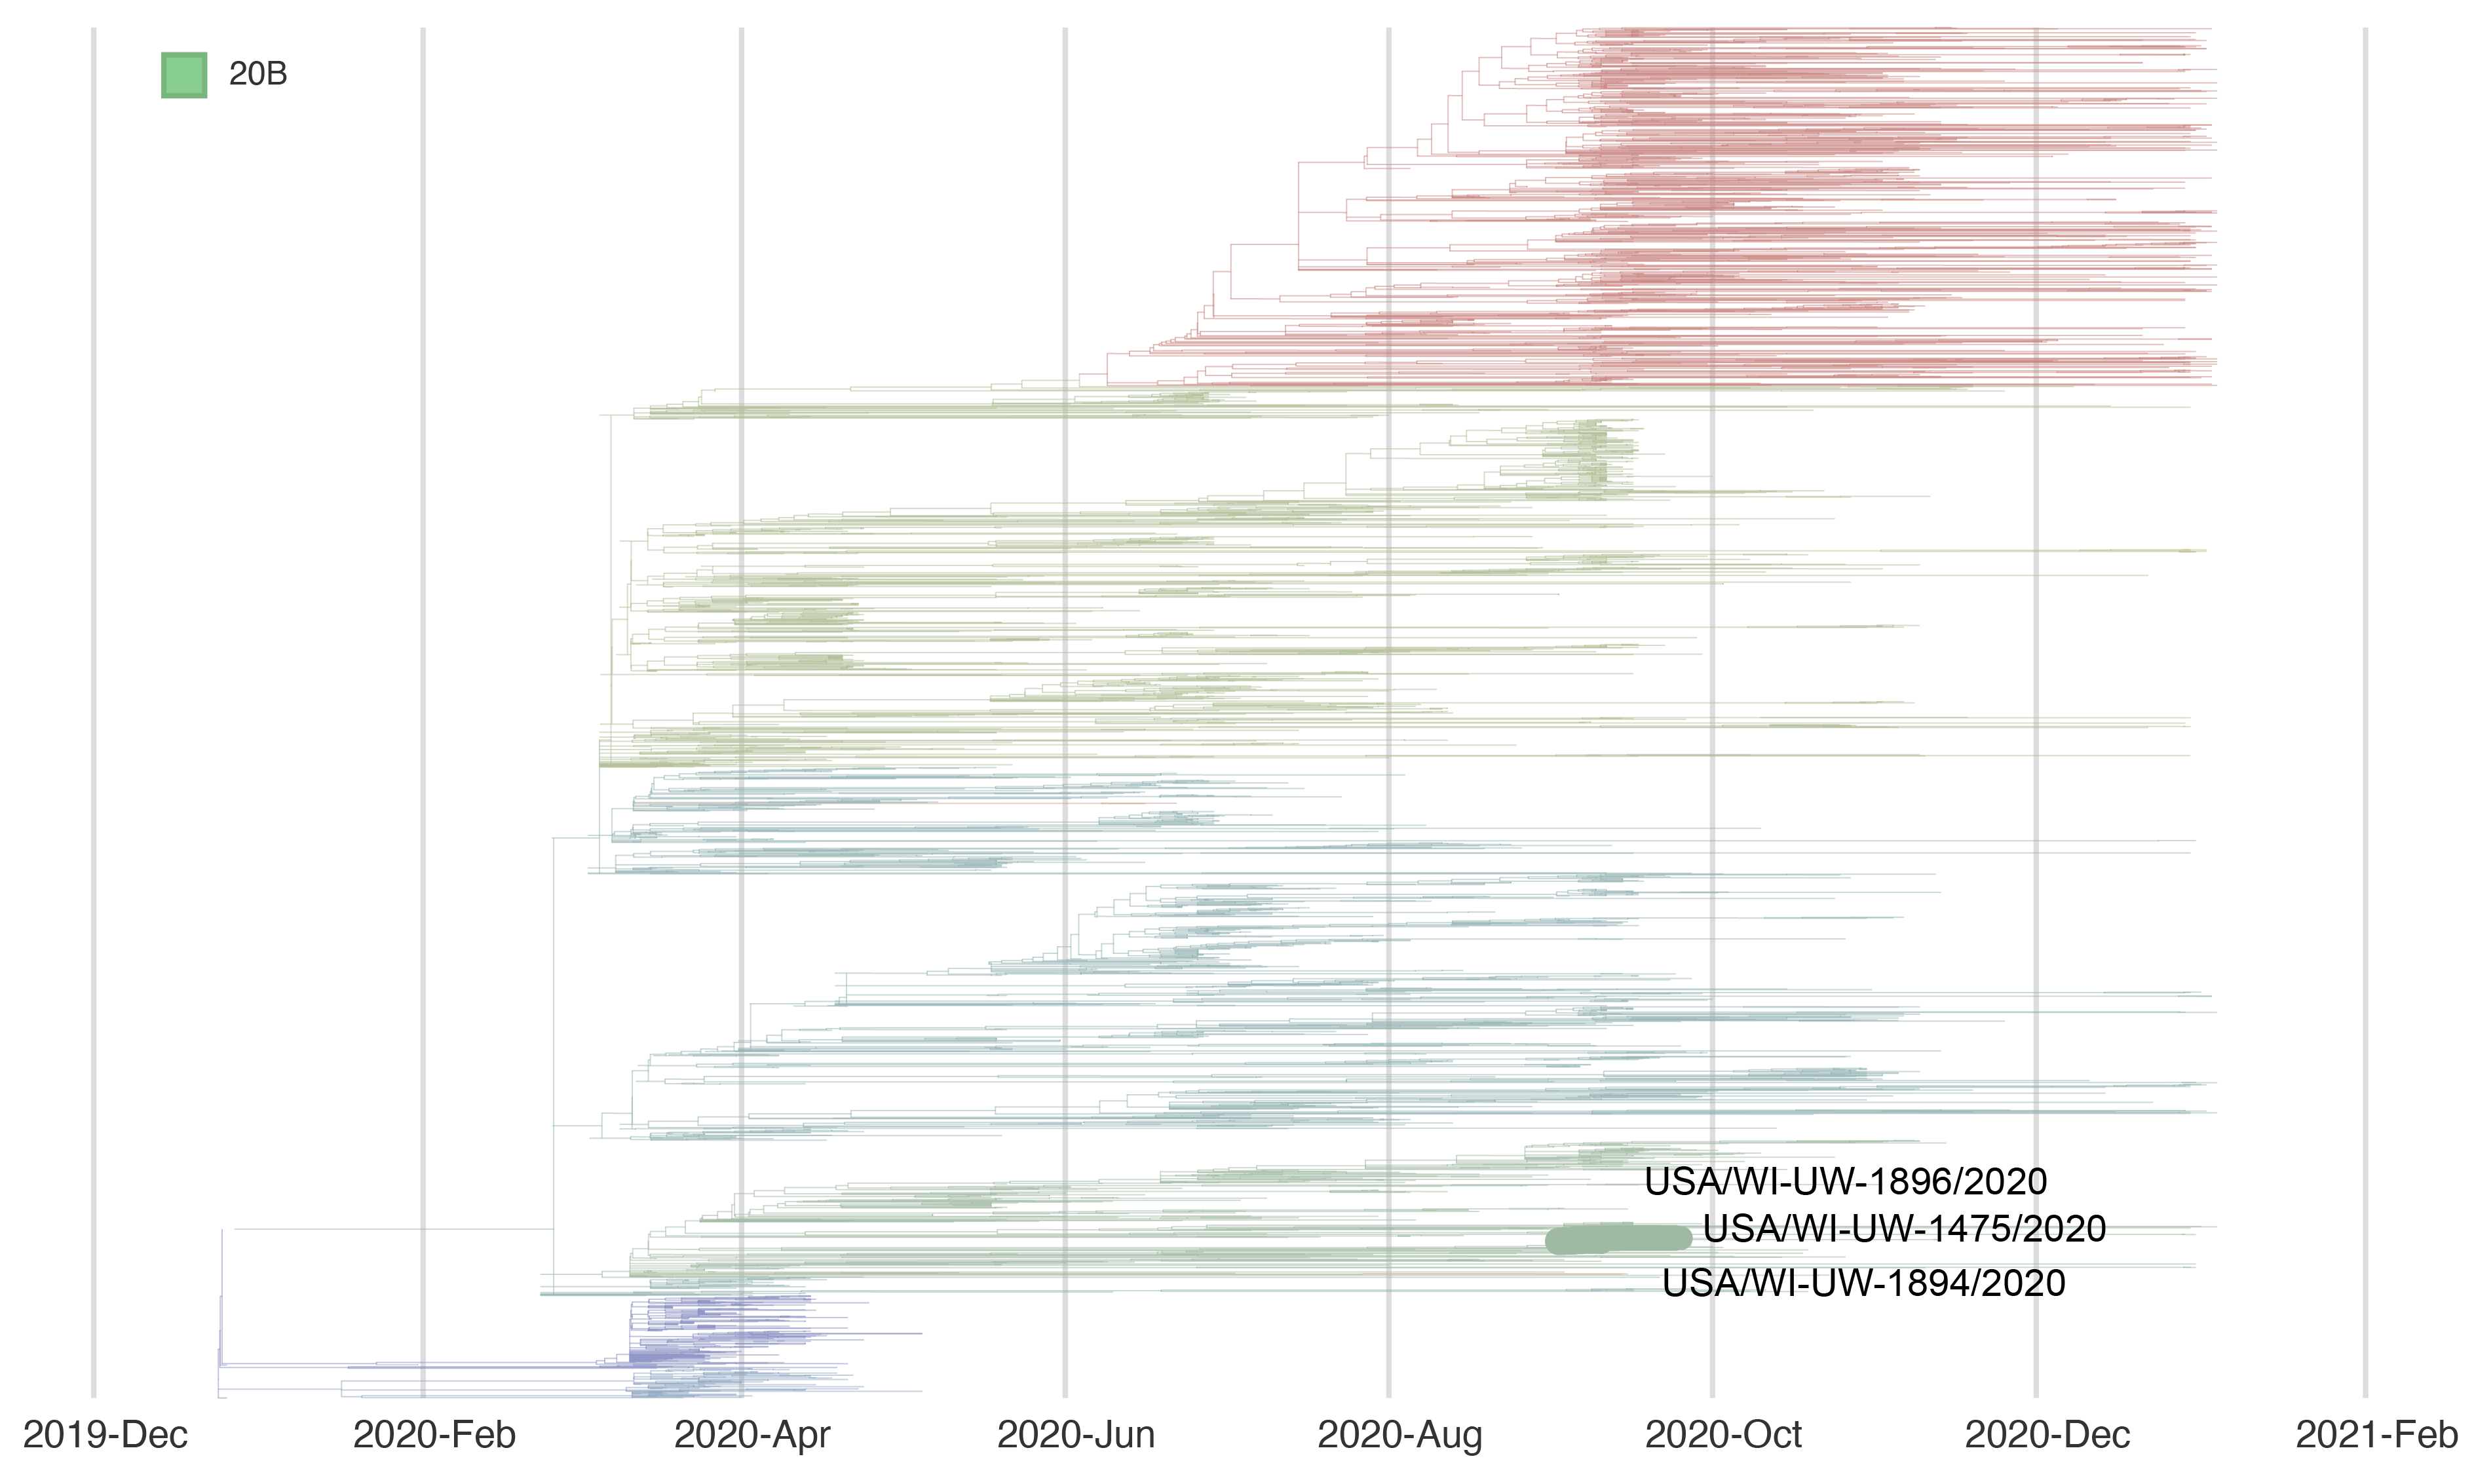 20B
USA/WI-UW-1896/2020
USA/WI-UW-1475/2020
USA/WI-UW-1894/2020
2019-Dec
2020-Feb
2020-Apr
2020-Jun
2020-Aug
2020-Oct
2020-Dec
2021-Feb